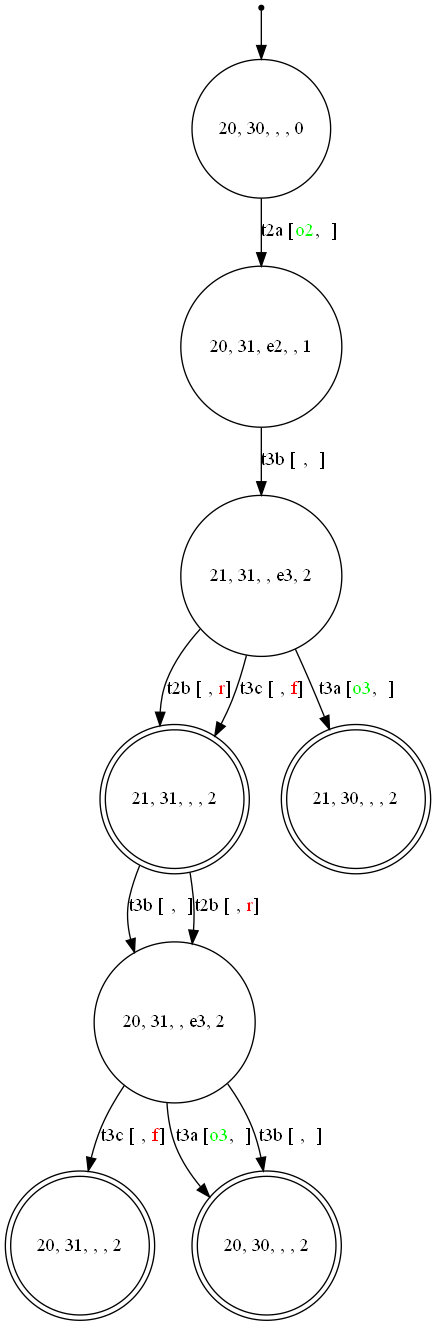 20, 30, , , 0
t2a [o2,  ]
20, 31, e2, , 1
t3b [ ,  ]
21, 31, , e3, 2
t2b [ , r]
t3c [ , f]
t3a [o3,  ]
21, 31, , , 2
21, 30, , , 2
t3b [ ,  ]
t2b [ , r]
20, 31, , e3, 2
t3c [ , f]
t3a [o3,  ]
t3b [ ,  ]
20, 31, , , 2
20, 30, , , 2